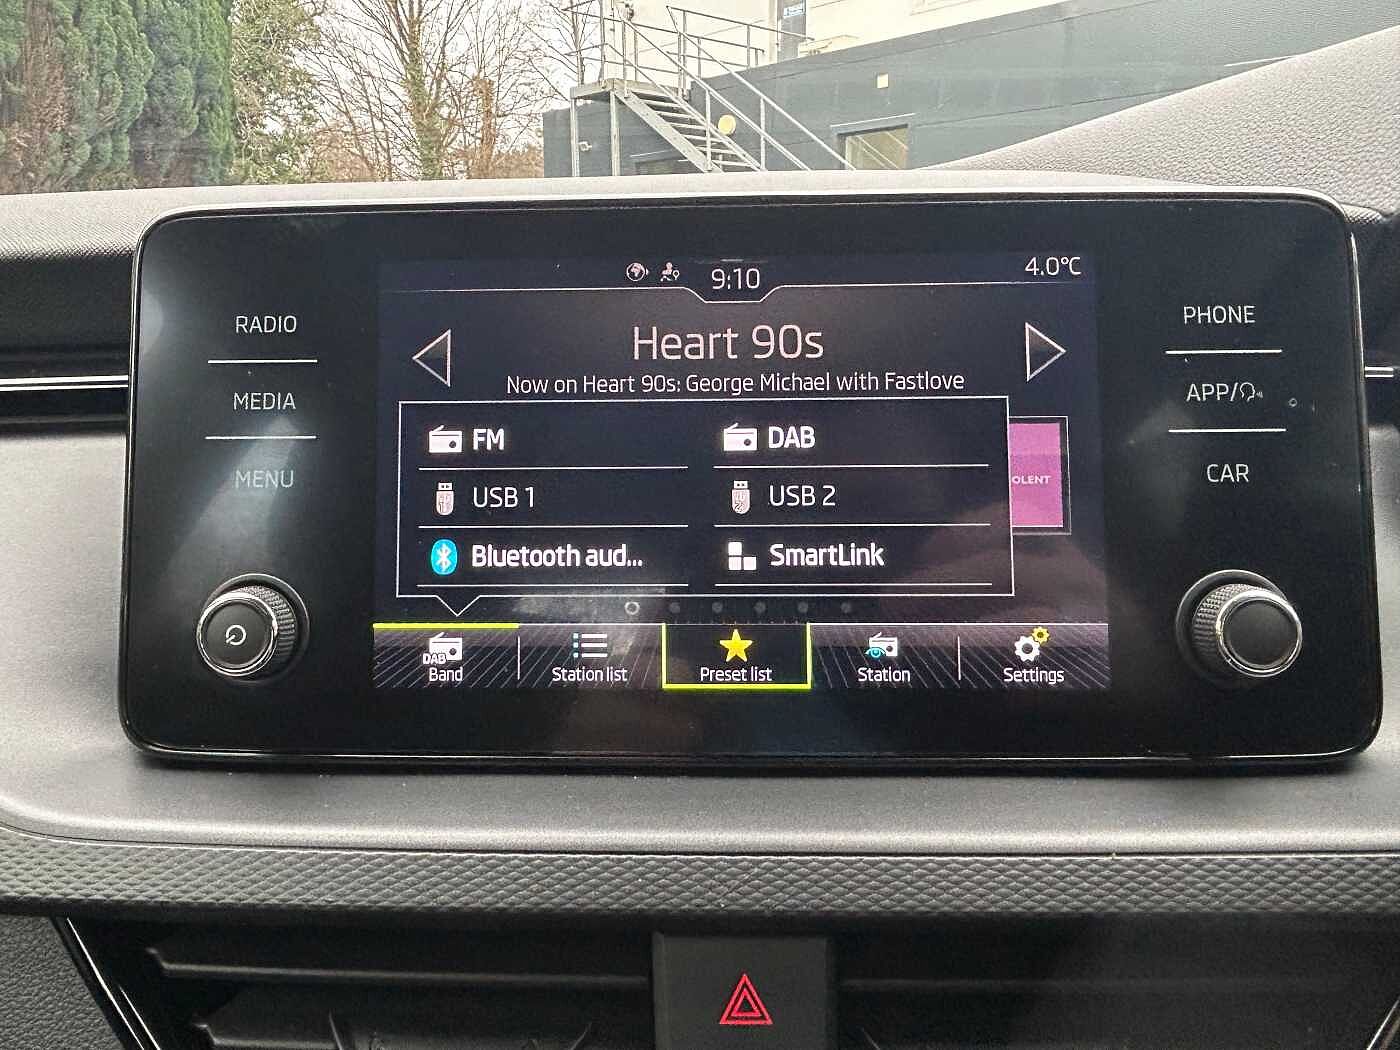 9:10
4.0°C
RADIO
MEDIA
MENU
Heart 90s
Now on Heart 90s: George Michael with Fastlove
FM
DAB
USB 1
USB 2
Bluetooth aud...
SmartLink
OLENT
DAB
Band
Station list
Preset list
Station
Settings
PHONE
APP/
CAR